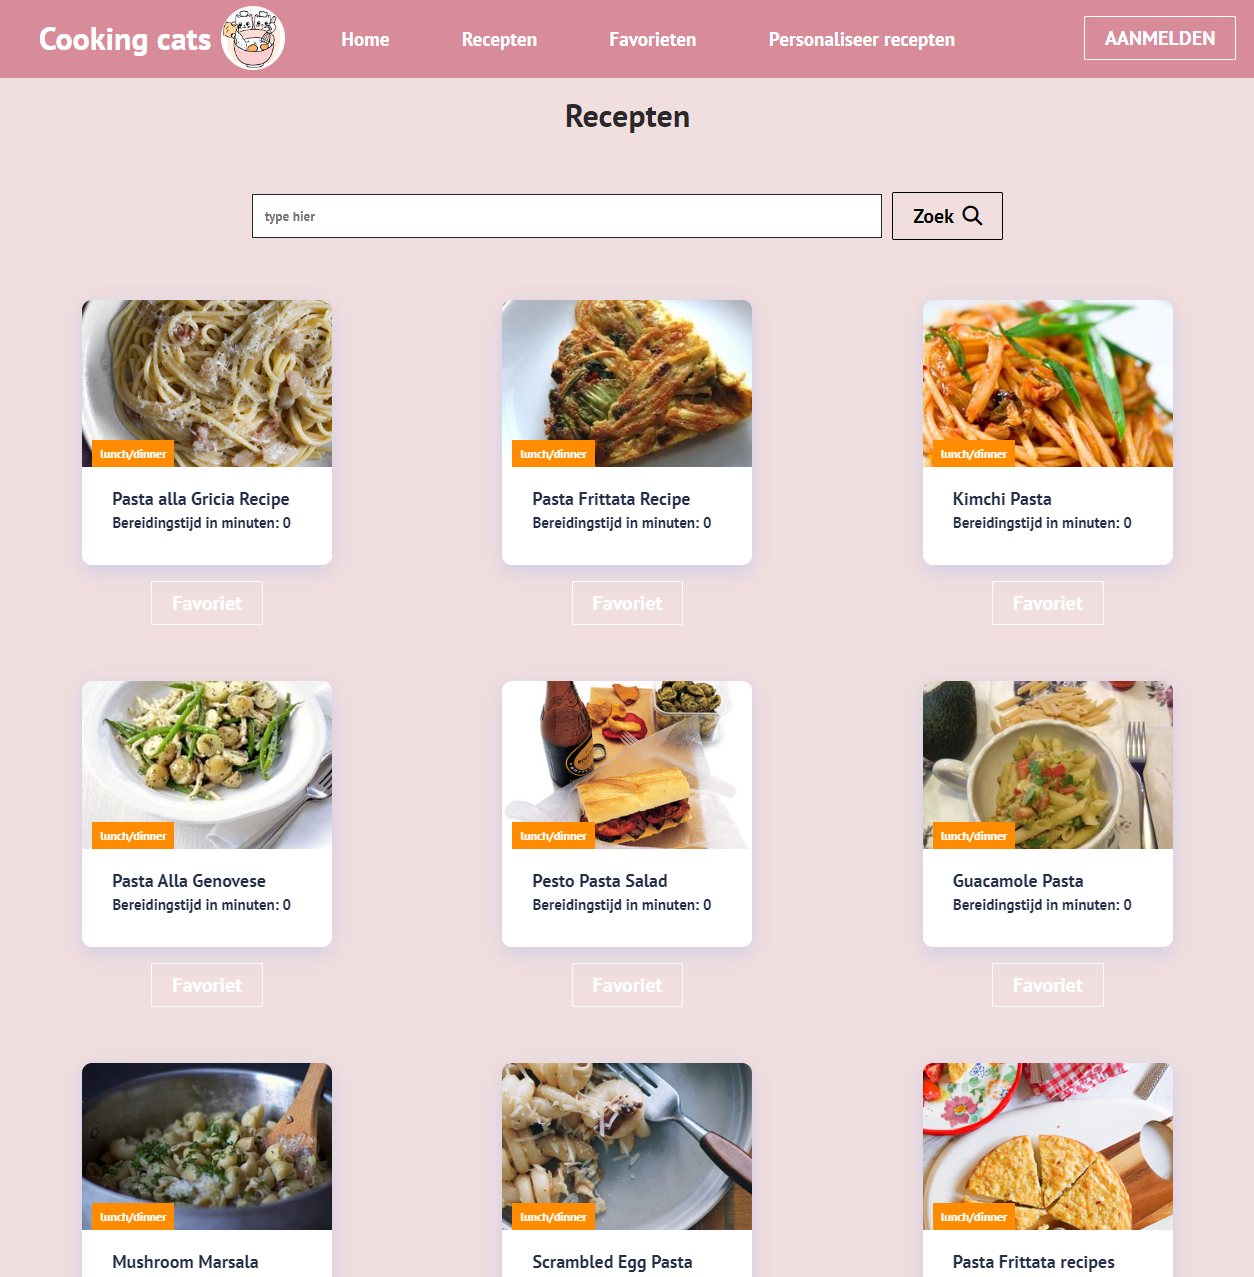 Cooking cats
Home
Recepten
Favorieten
Personaliseer recepten
AANMELDEN
Recepten
type hier
Zoek
lunch/dinner
lunch/dinner
lunch/dinner
Pasta alla Gricia Recipe
Bereidingstijd in minuten: 0
Pasta Frittata Recipe
Bereidingstijd in minuten: 0
Kimchi Pasta
Bereidingstijd in minuten: 0
Favoriet
Favoriet
Favoriet
lunch/dinner
lunch/dinner
lunch/dinner
Pasta Alla Genovese
Bereidingstijd in minuten: 0
Pesto Pasta Salad
Bereidingstijd in minuten: 0
Guacamole Pasta
Bereidingstijd in minuten: 0
Favoriet
Favoriet
Favoriet
lunch/dinner
lunch/dinner
lunch/dinner
Mushroom Marsala
Scrambled Egg Pasta
Pasta Frittata recipes